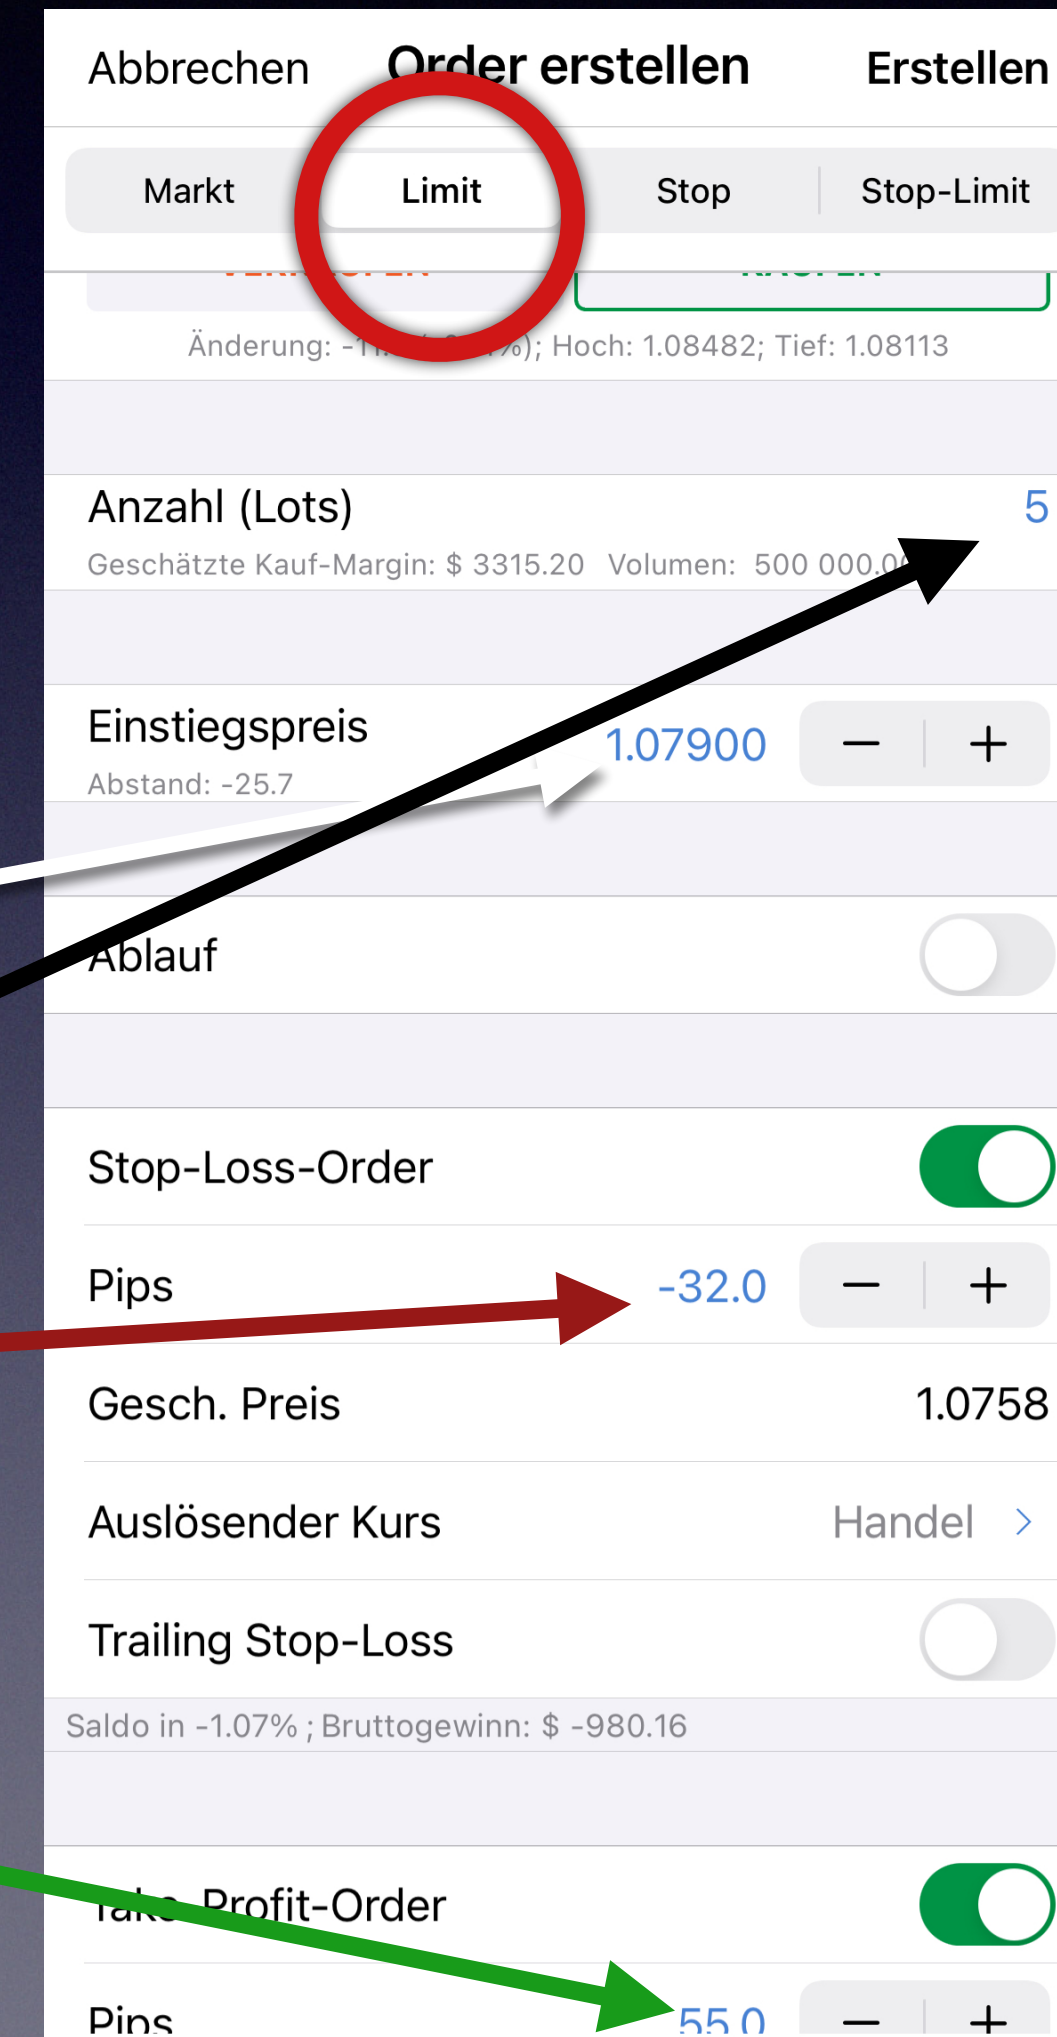 Abbrechen Order erstellen Erstellen
Markt Limit Stop Stop-Limit
Änderung: Hoch: 1.08482; Tief: 1.08113
Anzahl (Lots) 5
Geschätzte Kauf-Margin: $ 3315.20 Volumen: 500 000.00
Einstiegspreis 1.07900 — +
Abstand: -25.7
Ablauf
Stop-Loss-Order
Pips -32.0 — +
Gesch. Preis 1.0758
Auslösender Kurs Handel >
Trailing Stop-Loss
Saldo in -1.07% ; Bruttogewinn: $ -980.16
Take-Profit-Order
Pips 55.0 — +